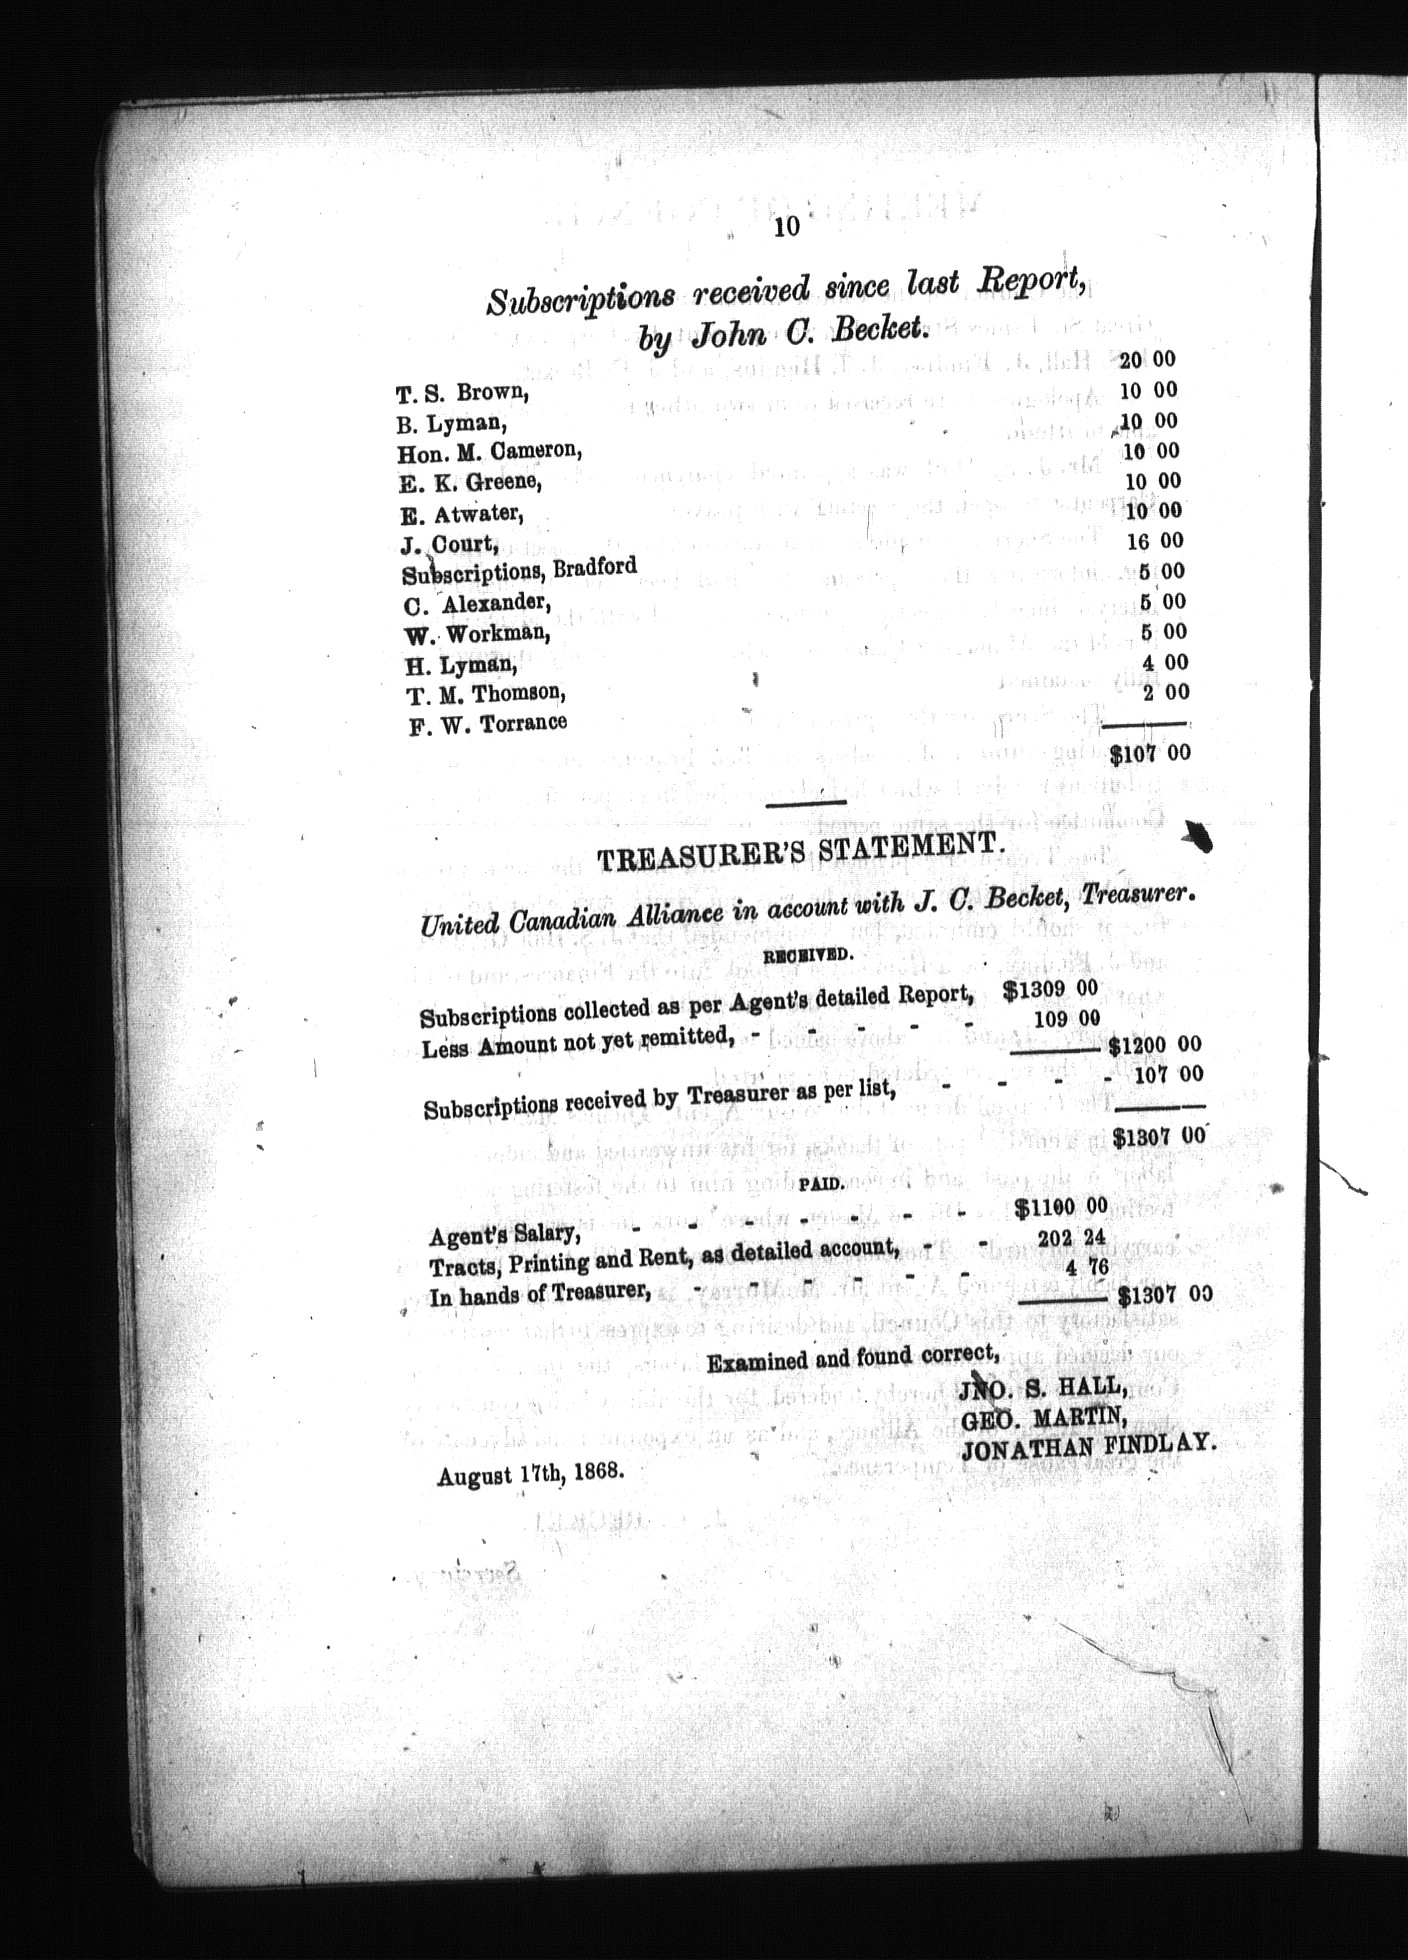 10
Subscriptions received since last Report,
by John C. Becket.
T. S. Brown, 20 00
B. Lyman, 10 00
Hon. M. Cameron, 10 00
E. K. Greene, 10 00
E. Atwater, 10 00
J. Court, 10 00
Subscriptions, Bradford 16 00
C. Alexander, 5 00
W. Workman, 5 00
H. Lyman, 5 00
T. M. Thomson, 4 00
F. W. Torrance 2 00
$107 00
TREASURER'S STATEMENT.
United Canadian Alliance in account with J. C. Becket, Treasurer.
RECEIVED.
Subscriptions collected as per Agent's detailed Report, $1309 00
Less Amount not yet remitted, - - - - - 109 00
$1200 00
Subscriptions received by Treasurer as per list, - - - - 107 00
$1307 00
PAID.
Agent's Salary, - - - - - - - $1100 00
Tracts, Printing and Rent, as detailed account, - - 202 24
In hands of Treasurer, - - - - - - 4 76
$1307 00
Examined and found correct,
JNO. S. HALL,
GEO. MARTIN,
JONATHAN FINDLAY.
August 17th, 1868.